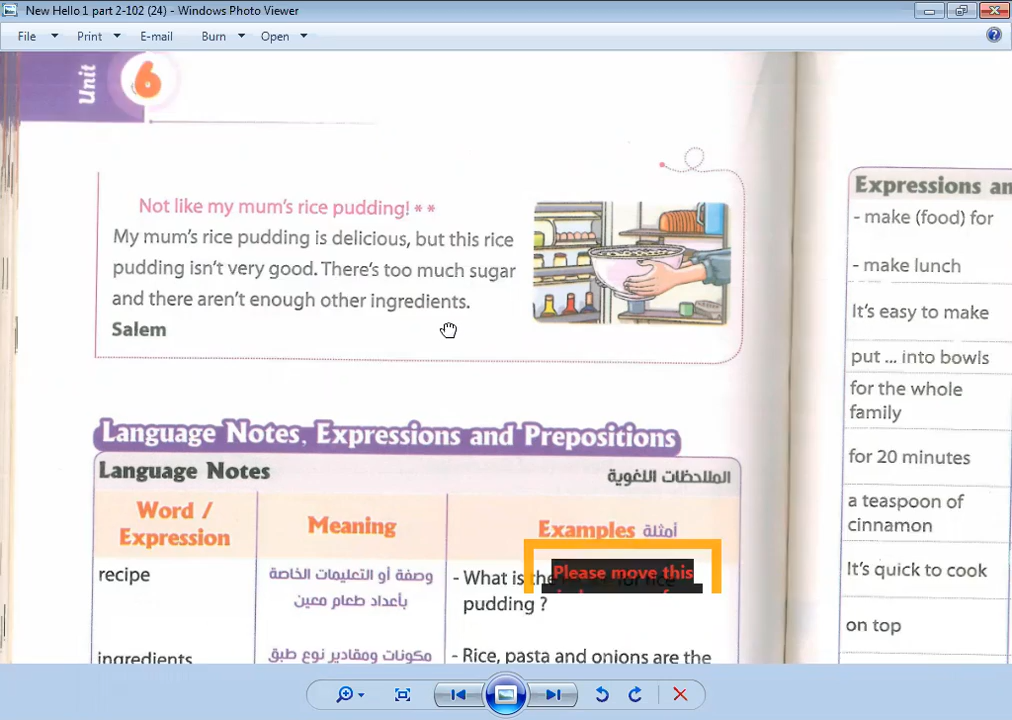 New Hello 1 part 2-102 (24) - Windows Photo Viewer
File Print E-mail Burn Open
Unit 6
Not like my mum's rice pudding! **
My mum's rice pudding is delicious, but this rice
pudding isn't very good. There's too much sugar
and there aren't enough other ingredients.
Salem
Language Notes, Expressions and Prepositions
Language Notes
الملاحظات اللغوية
Word /
Expression
Meaning
Examples أمثلة
recipe
وصفة أو التعليمات الخاصة
بأعداد طعام معين
- What is the for rice
pudding ?
Please move this
ingredients
مكونات ومقادير نوع طبق
- Rice, pasta and onions are the
Expressions an
- make (food) for
- make lunch
It's easy to make
put ... into bowls
for the whole
family
for 20 minutes
a teaspoon of
cinnamon
It's quick to cook
on top